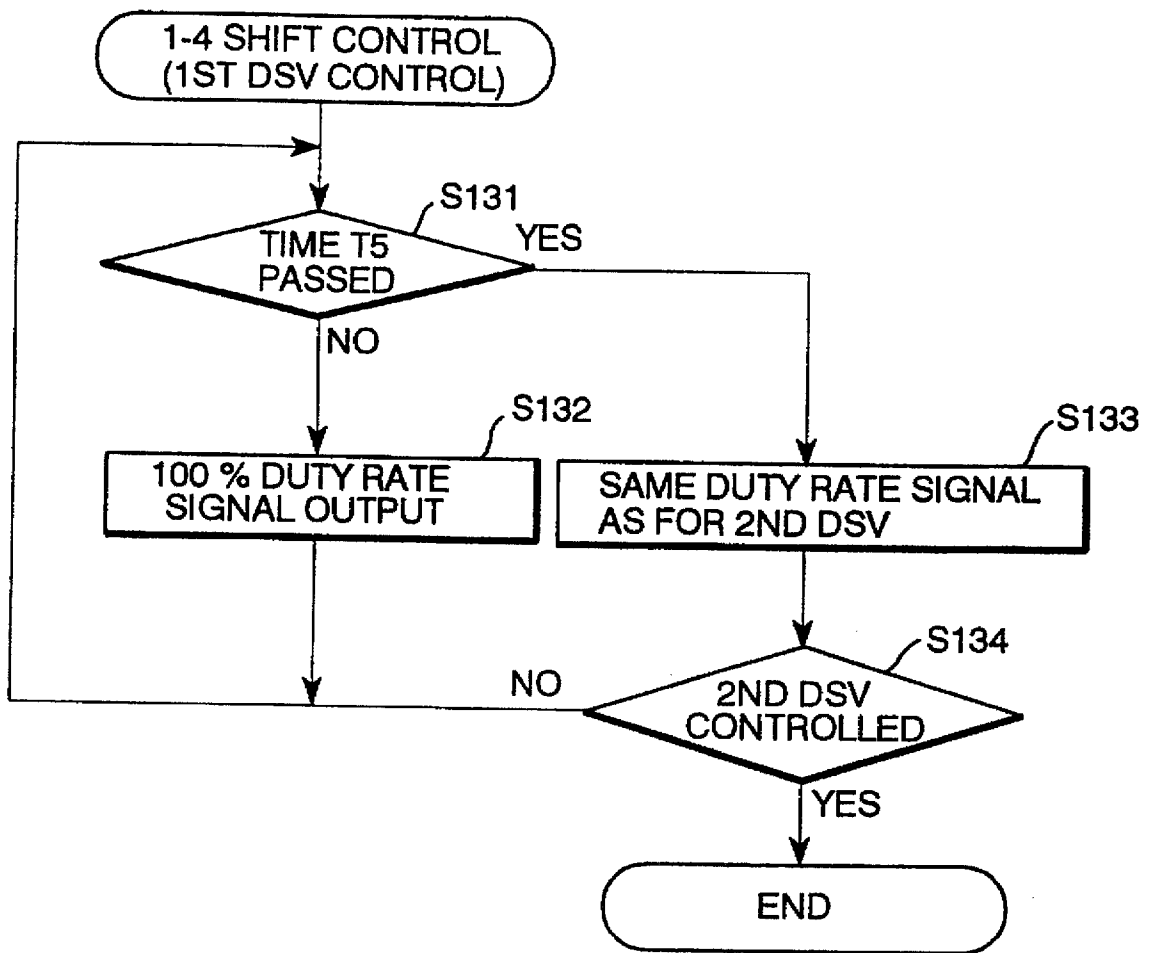 1-4 SHIFT CONTROL
(1ST DSV CONTROL)
S131
TIME T5
PASSED
YES
NO
S132
100 % DUTY RATE
SIGNAL OUTPUT
S133
SAME DUTY RATE SIGNAL
AS FOR 2ND DSV
S134
2ND DSV
CONTROLLED
NO
YES
END